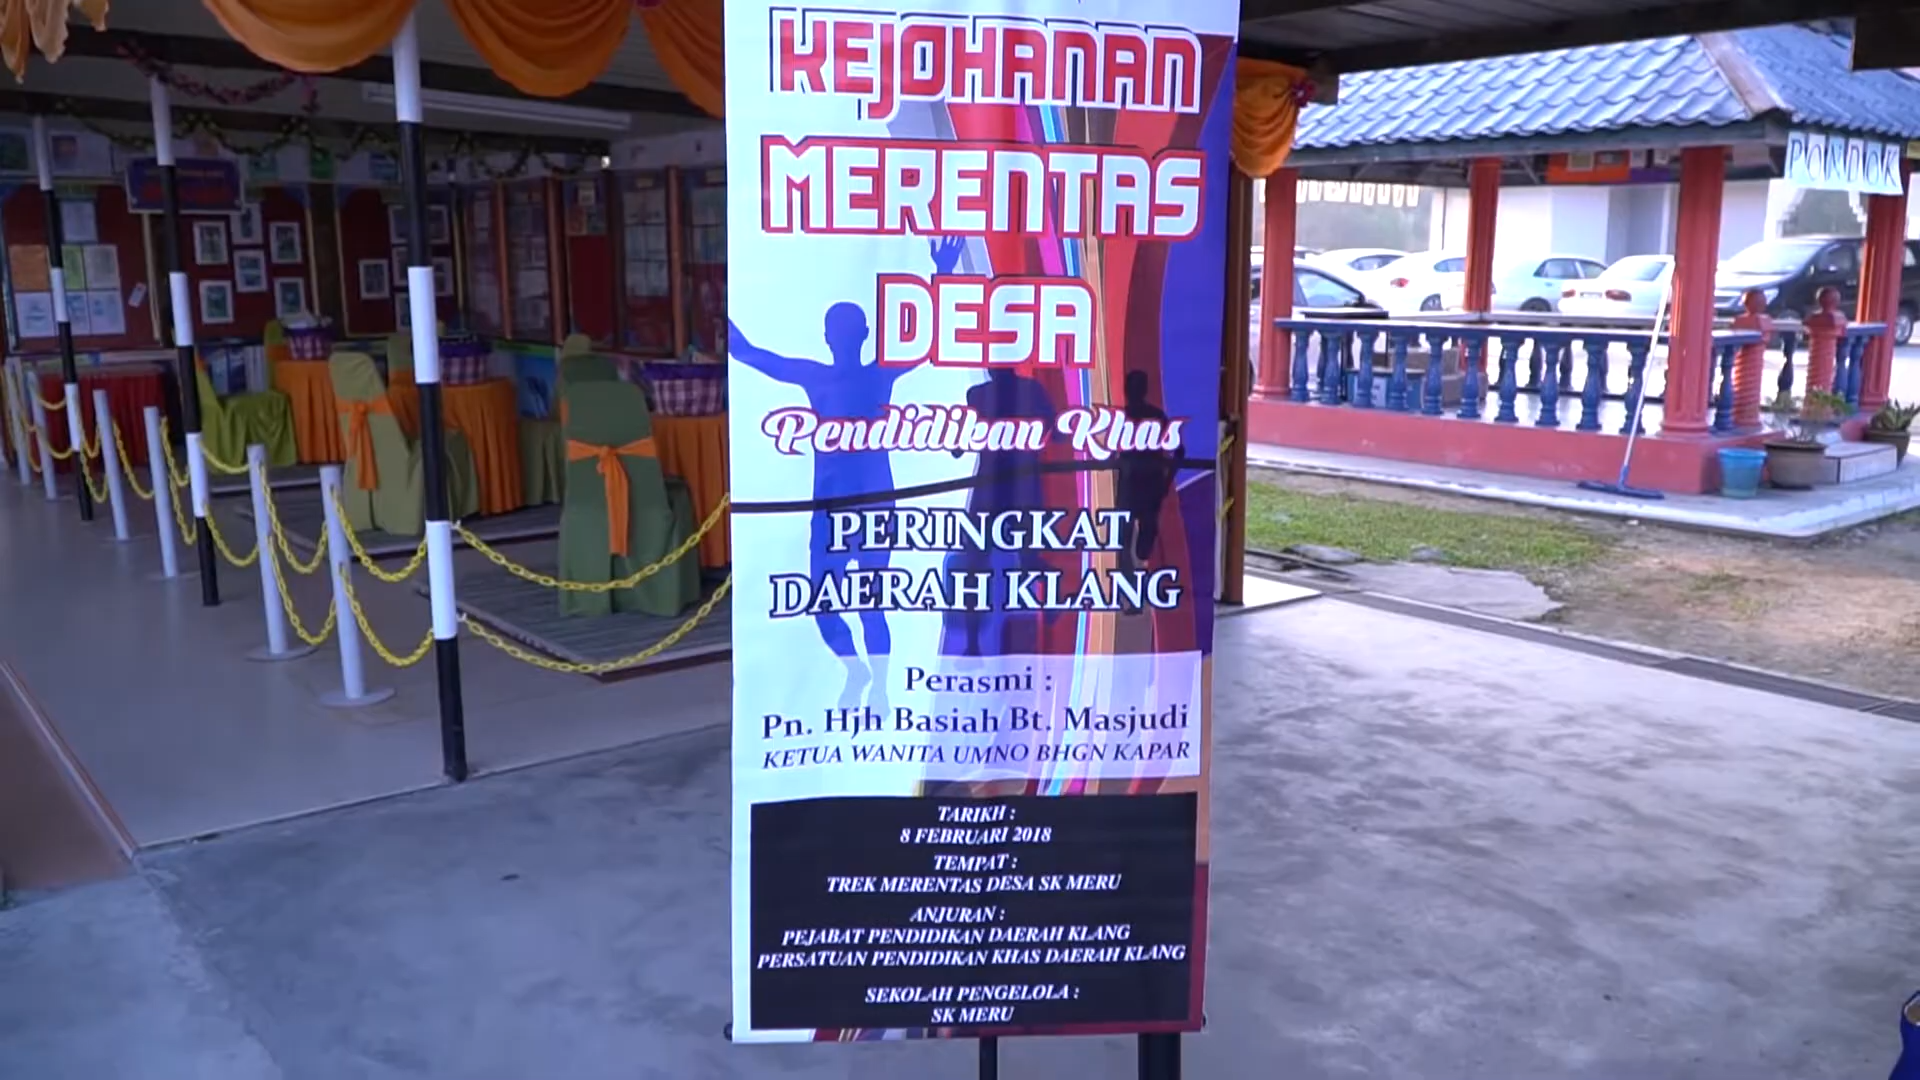 KEJOHANAN
MERENTAS
DESA
Pendidikan Khas
PERINGKAT
DAERAH KLANG
Perasmi :
Pn. Hjh Basiah Bt. Masjudi
KETUA WANITA UMNO BHGN KAPAR
TARIKH :
8 FEBRUARI 2018
TEMPAT :
TREK MERENTAS DESA SK MERU
ANJURAN :
PEJABAT PENDIDIKAN DAERAH KLANG
PERSATUAN PENDIDIKAN KHAS DAERAH KLANG
SEKOLAH PENGELOLA :
SK MERU
PONDOK